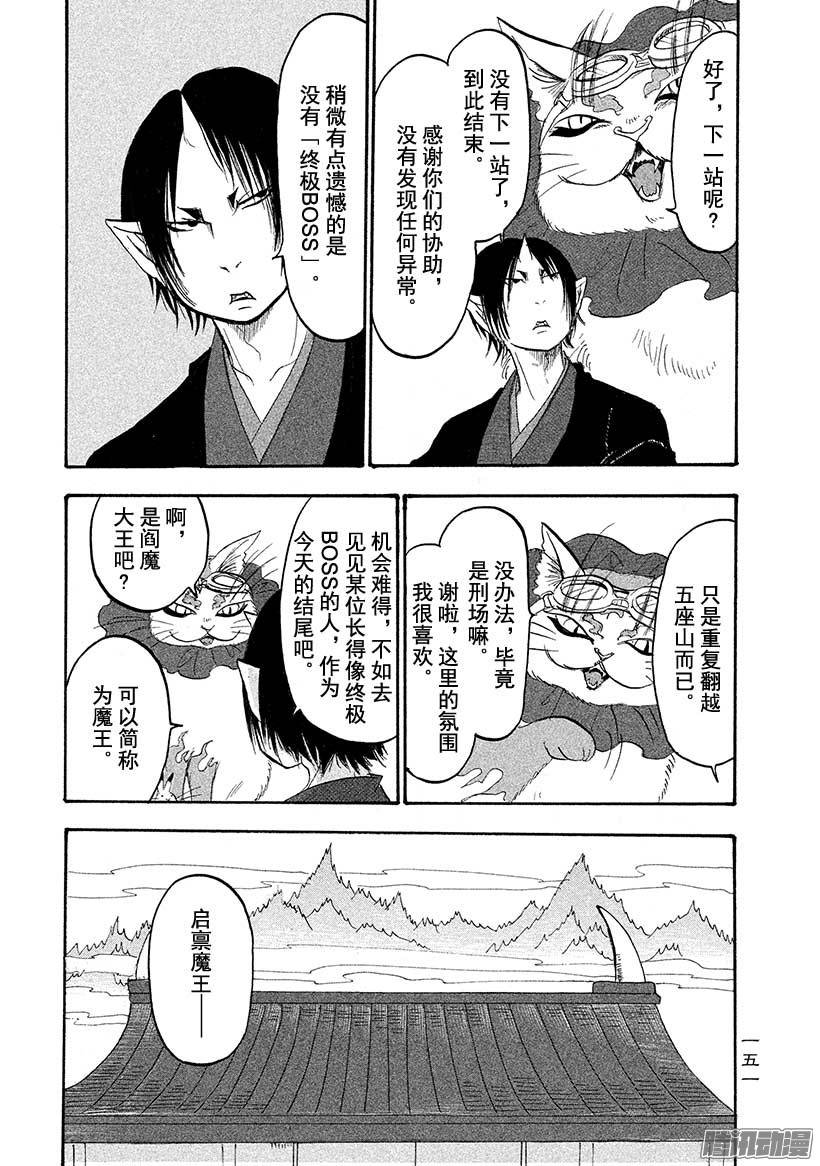 好了，下一站呢？
没有下一站了，
到此结束。
感谢你们的协助，
没有发现任何异常。
稍微有点遗憾的是
没有「终极BOSS」。
只是重复翻越
五座山而已。
没办法，毕竟
是刑场嘛。
谢啦，这里的氛围
我很喜欢。
机会难得，不如去
见见某位长得像终极
BOSS的人，作为
今天的结尾吧。
啊，
是阎魔
大王吧？
可以简称
为魔王。
启禀魔王——
一五一
腾讯动漫